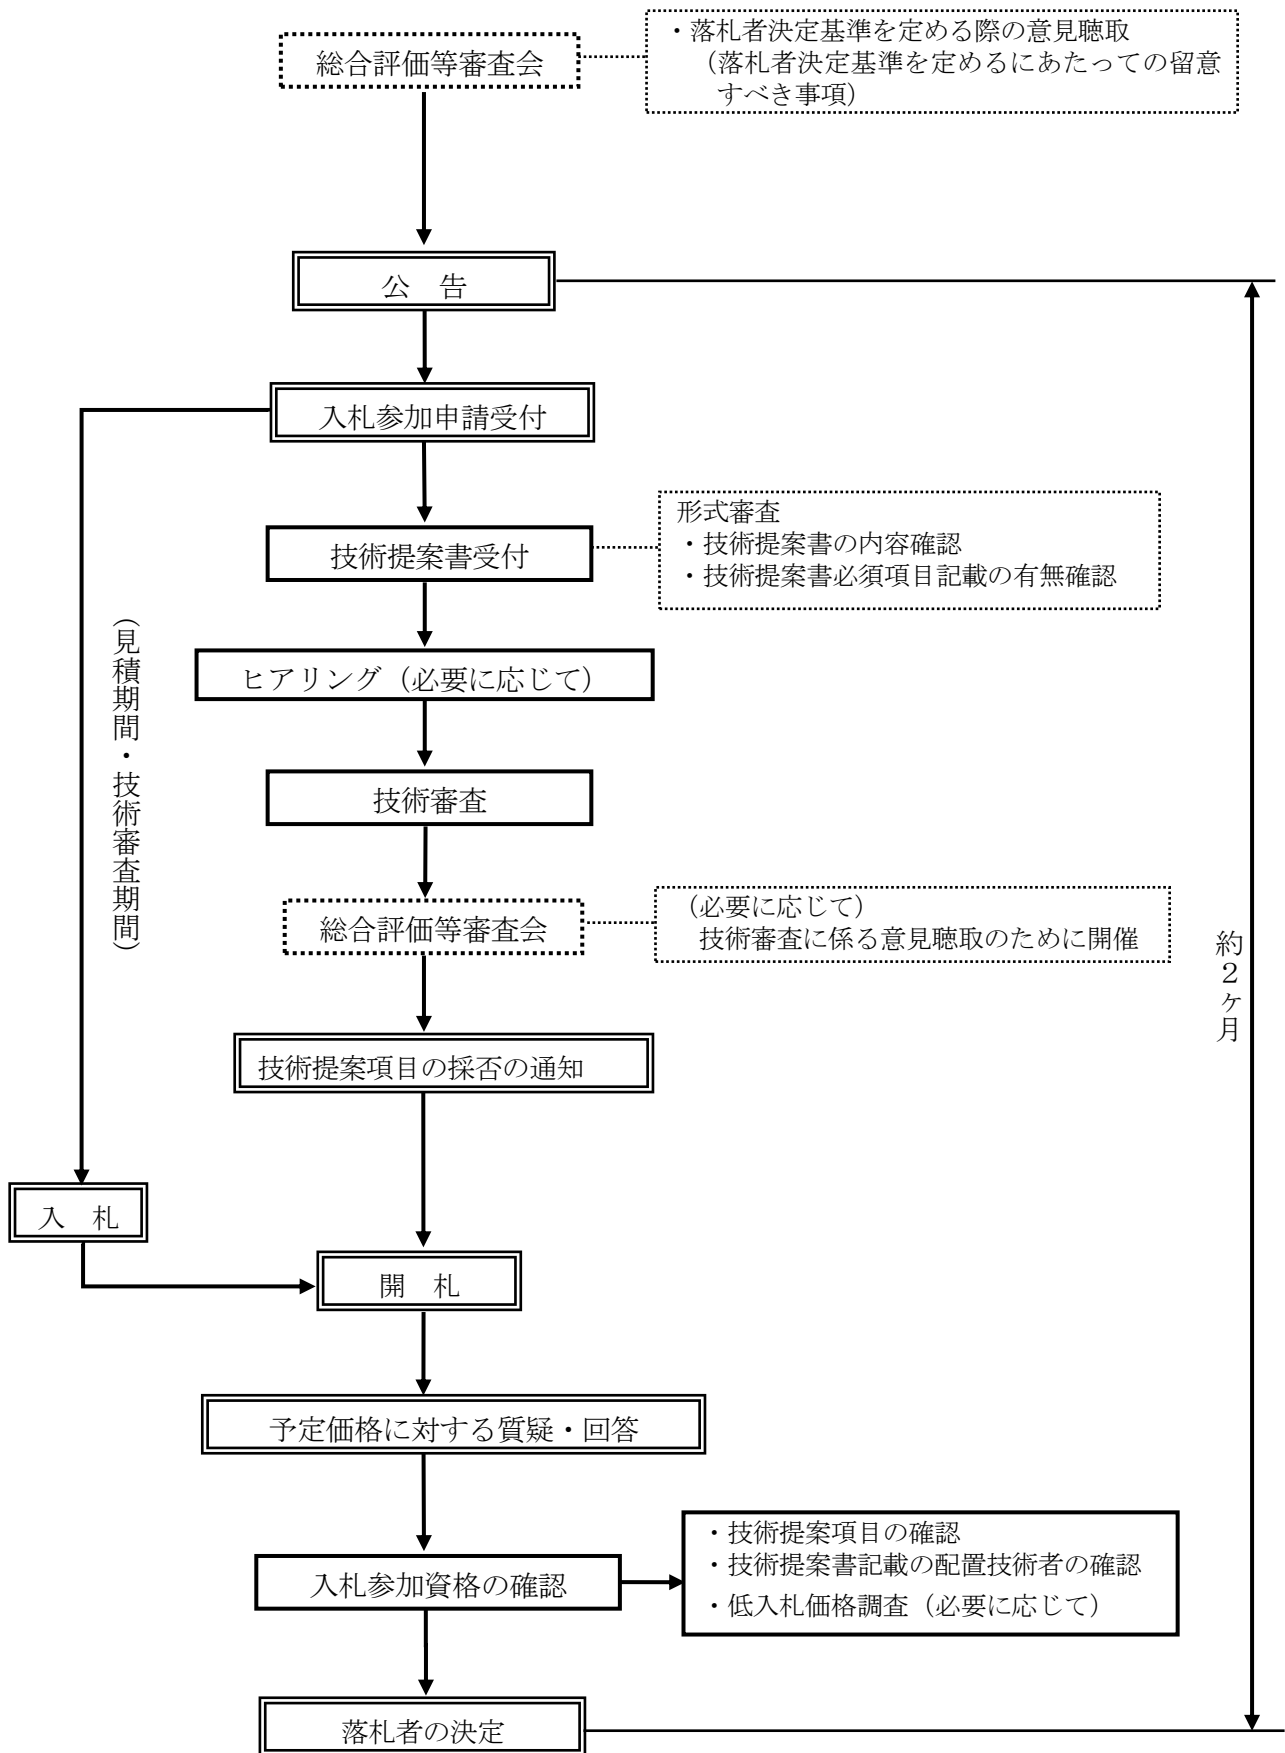 総合評価等審査会
・落札者決定基準を定める際の意見聴取
（落札者決定基準を定めるにあたっての留意
すべき事項）
公　告
入札参加申請受付
技術提案書受付
形式審査
・技術提案書の内容確認
・技術提案書必須項目記載の有無確認
ヒアリング（必要に応じて）
（見積期間・技術審査期間）
技術審査
総合評価等審査会
（必要に応じて）
技術審査に係る意見聴取のために開催
約２ヶ月
技術提案項目の採否の通知
入　札
開　札
予定価格に対する質疑・回答
入札参加資格の確認
・技術提案項目の確認
・技術提案書記載の配置技術者の確認
・低入札価格調査（必要に応じて）
落札者の決定